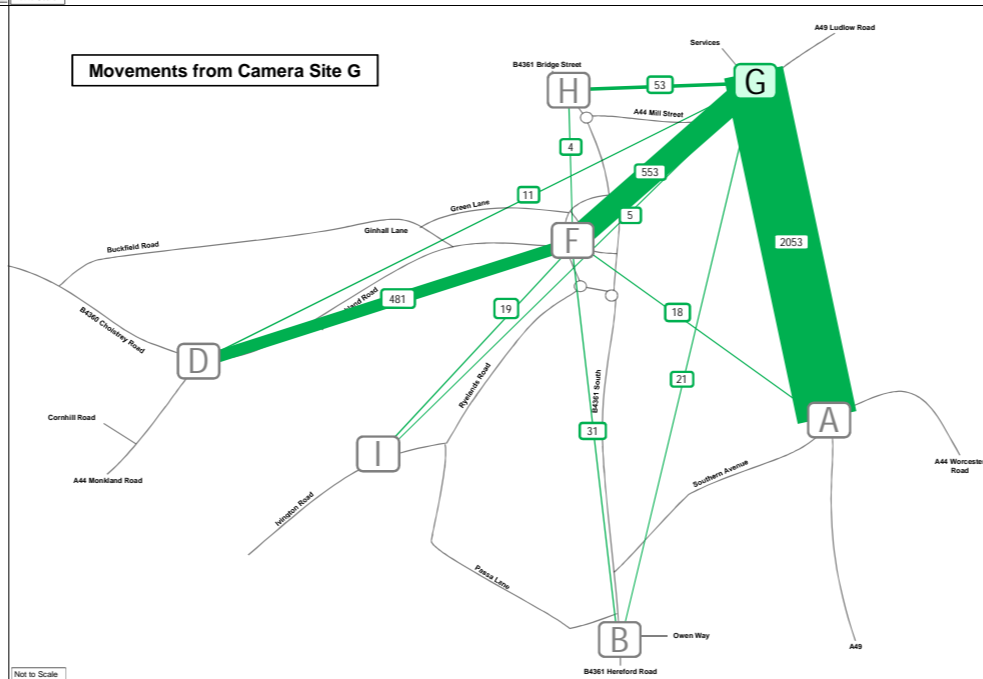 A49 Ludlow Road
Services
Movements from Camera Site G
B4361 Bridge Street
G
H
53
A44 Mill Street
4
553
11
Green Lane
5
Ginhall Lane
Buckfield Road
F
2053
481
land Road
19
18
B4360 Cholstrey Road
D
Ryelands Road
21
B4361 South
Cornhill Road
31
A
I
A44 Monkland Road
Southern Avenue
A44 Worcester
Road
Ivington Road
Passa Lane
B
Owen Way
A49
B4361 Hereford Road
Not to Scale